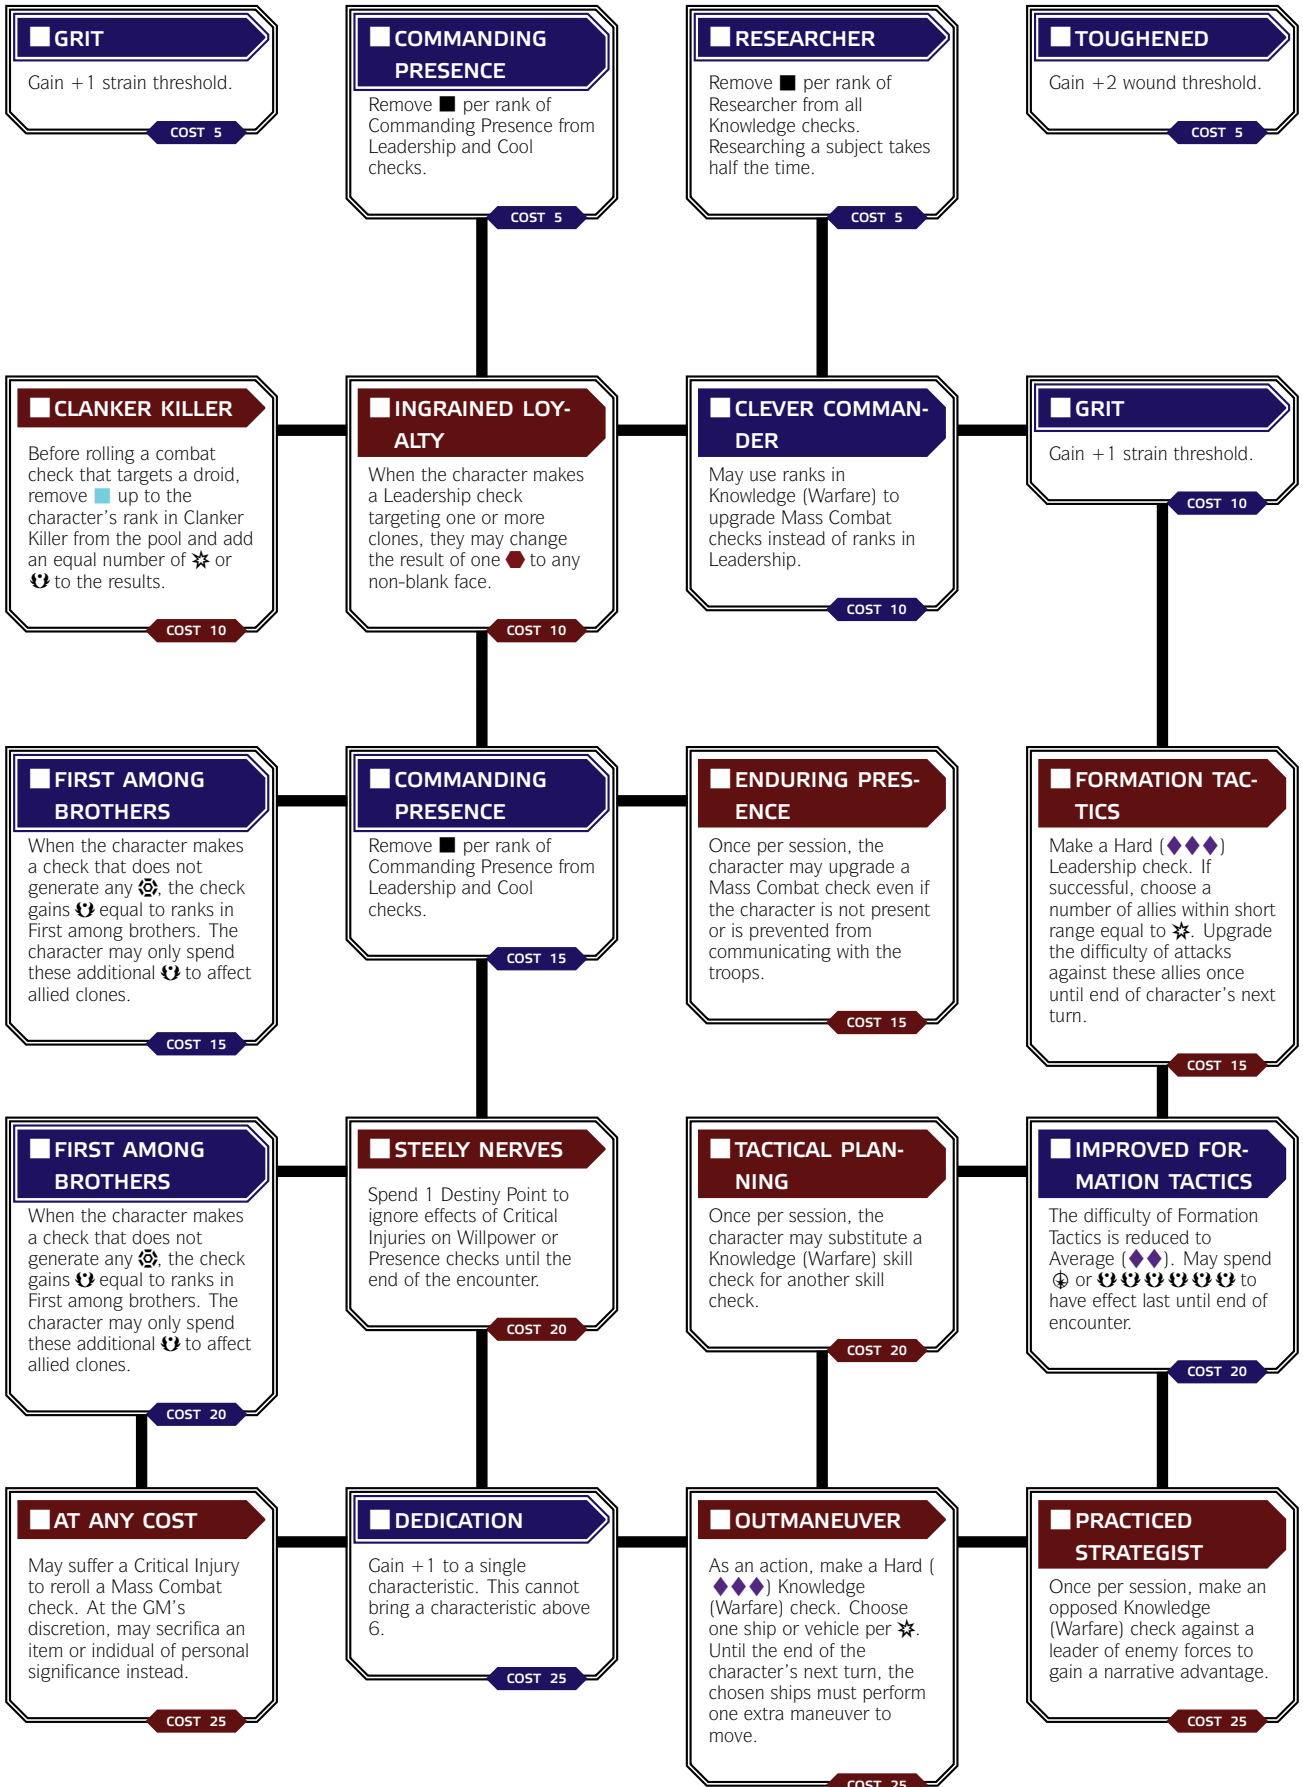 GRIT
Gain +1 strain threshold.
COST 5
COMMANDING
PRESENCE
Remove per rank of
Commanding Presence from
Leadership and Cool
checks.
COST 5
RESEARCHER
Remove per rank of
Researcher from all
Knowledge checks.
Researching a subject takes
half the time.
COST 5
TOUGHENED
Gain +2 wound threshold.
COST 5
CLANKER KILLER
Before rolling a combat
check that targets a droid,
remove up to the
character's rank in Clanker
Killer from the pool and add
an equal number of or
to the results.
COST 10
INGRAINED LOY-
ALTY
When the character makes
a Leadership check
targeting one or more
clones, they may change
the result of one to any
non-blank face.
COST 10
CLEVER COMMAN-
DER
May use ranks in
Knowledge (Warfare) to
upgrade Mass Combat
checks instead of ranks in
Leadership.
COST 10
GRIT
Gain +1 strain threshold.
COST 10
FIRST AMONG
BROTHERS
When the character makes
a check that does not
generate any , the check
gains equal to ranks in
First among brothers. The
character may only spend
these additional to affect
allied clones.
COST 15
COMMANDING
PRESENCE
Remove per rank of
Commanding Presence from
Leadership and Cool
checks.
COST 15
ENDURING PRES-
ENCE
Once per session, the
character may upgrade a
Mass Combat check even if
the character is not present
or is prevented from
communicating with the
troops.
COST 15
FORMATION TAC-
TICS
Make a Hard (♦♦♦)
Leadership check. If
successful, choose a
number of allies within short
range equal to . Upgrade
the difficulty of attacks
against these allies once
until end of character's next
turn.
COST 15
FIRST AMONG
BROTHERS
When the character makes
a check that does not
generate any , the check
gains equal to ranks in
First among brothers. The
character may only spend
these additional to affect
allied clones.
COST 20
STEELY NERVES
Spend 1 Destiny Point to
ignore effects of Critical
Injuries on Willpower or
Presence checks until the
end of the encounter.
COST 20
TACTICAL PLAN-
NING
Once per session, the
character may substitute a
Knowledge (Warfare) skill
check for another skill
check.
COST 20
IMPROVED FOR-
MATION TACTICS
The difficulty of Formation
Tactics is reduced to
Average (♦♦). May spend
or to
have effect last until end of
encounter.
COST 20
AT ANY COST
May suffer a Critical Injury
to reroll a Mass Combat
check. At the GM's
discretion, may secrifica an
item or indidual of personal
significance instead.
COST 25
DEDICATION
Gain +1 to a single
characteristic. This cannot
bring a characteristic above
6.
COST 25
OUTMANEUVER
As an action, make a Hard (
♦♦♦) Knowledge
(Warfare) check. Choose
one ship or vehicle per .
Until the end of the
character's next turn, the
chosen ships must perform
one extra maneuver to
move.
COST 25
PRACTICED
STRATEGIST
Once per session, make an
opposed Knowledge
(Warfare) check against a
leader of enemy forces to
gain a narrative advantage.
COST 25